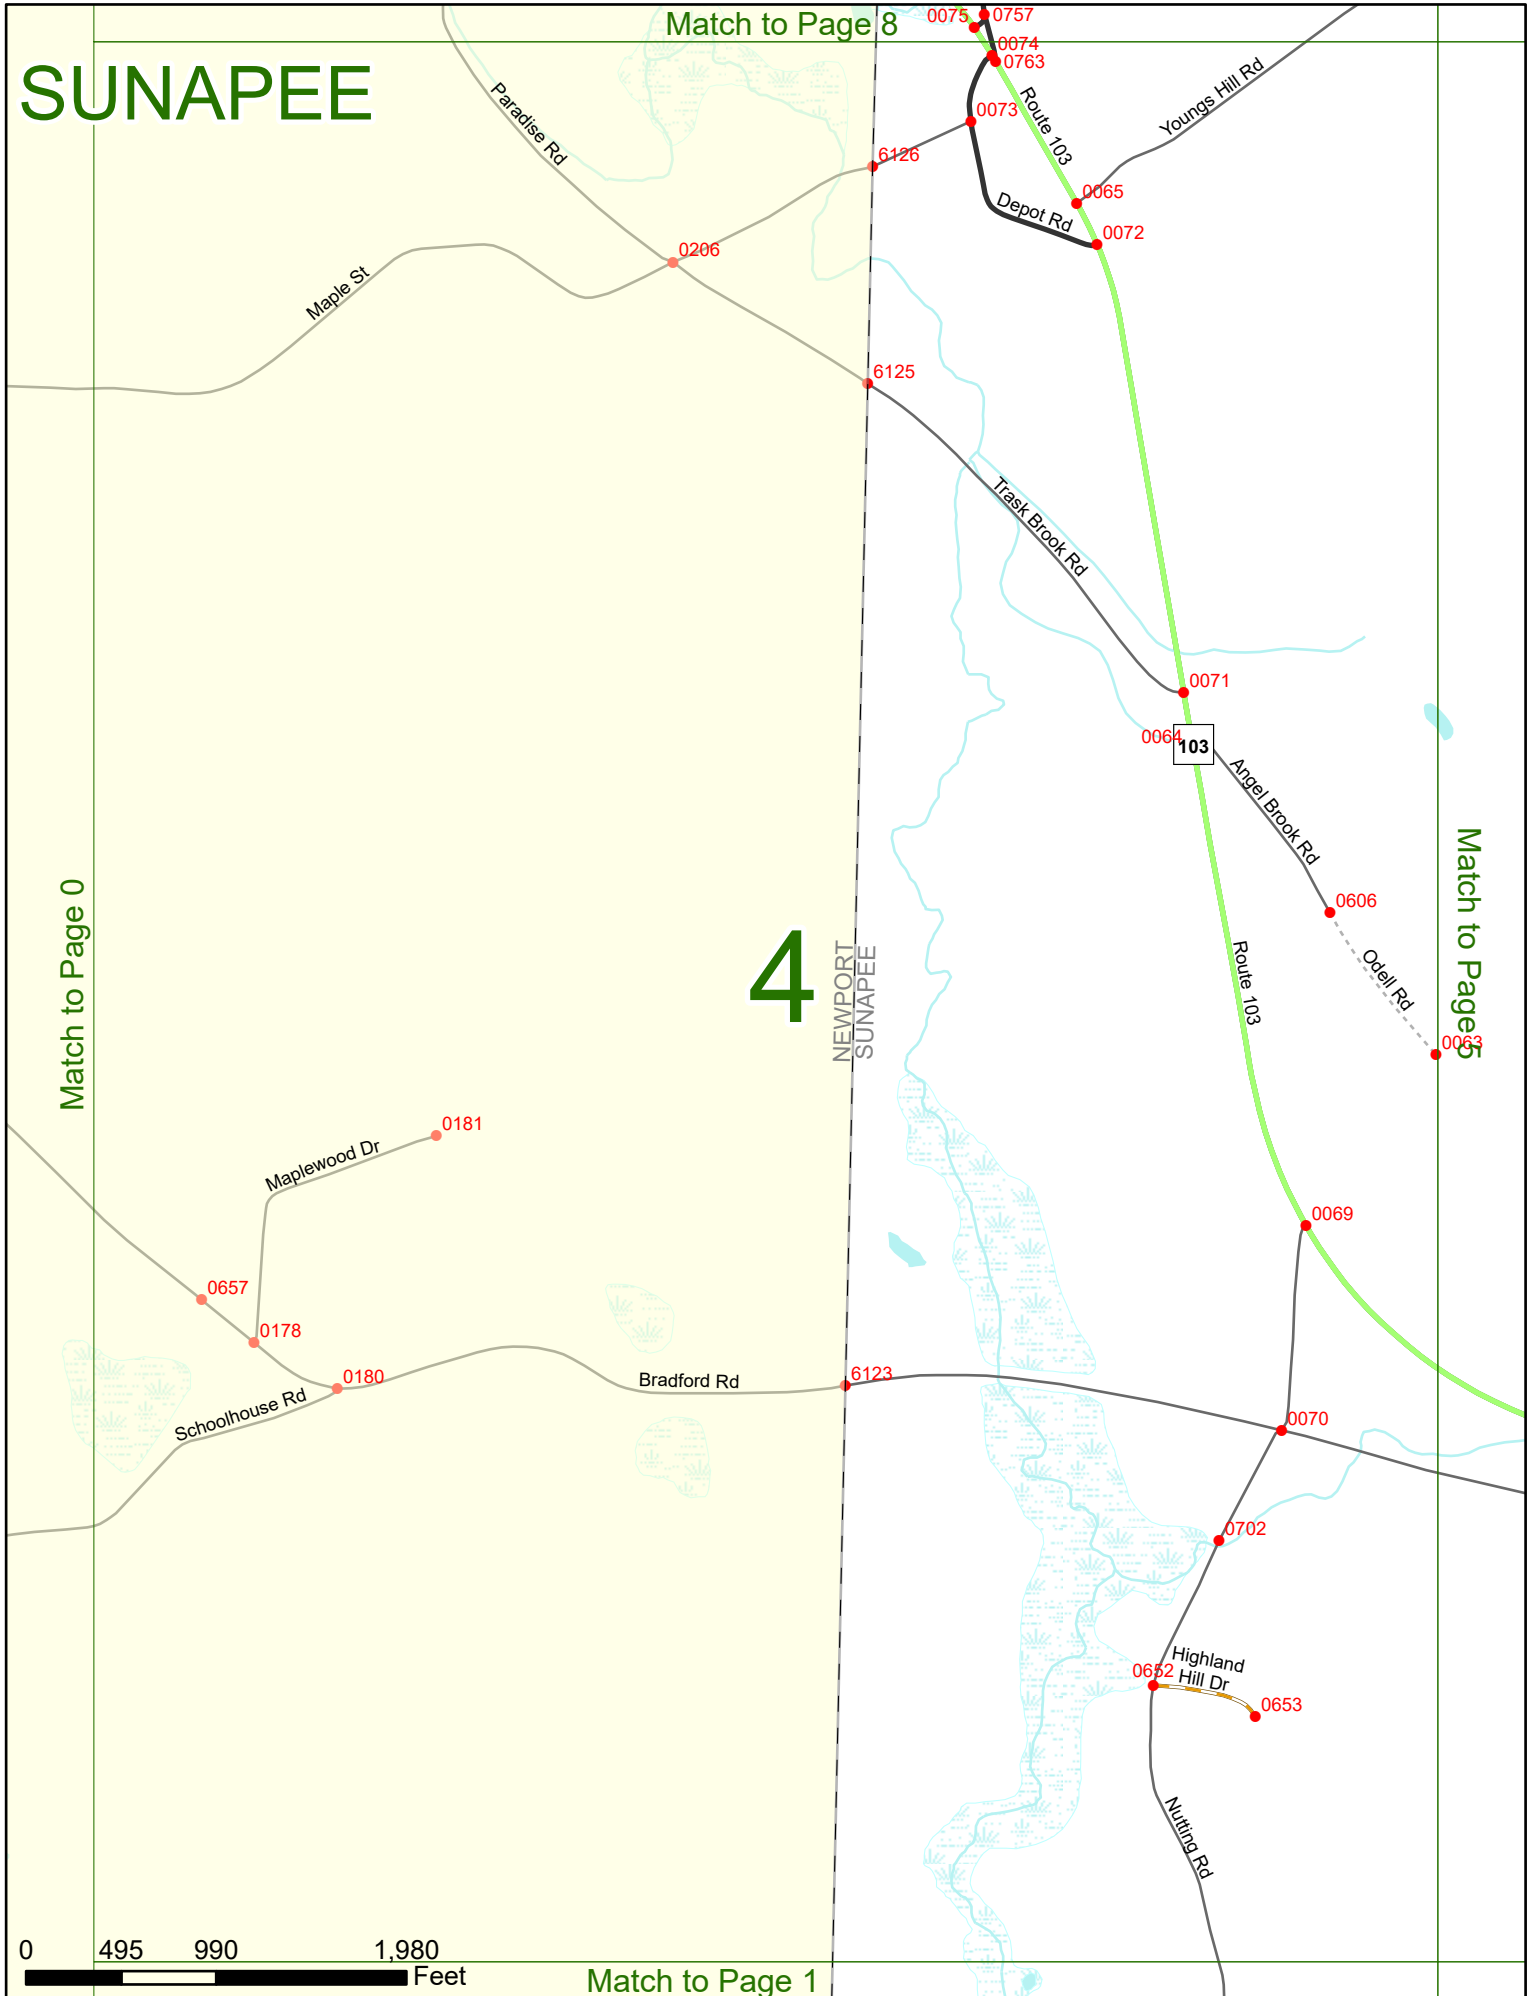 Match to Page 8
0075
0757
SUNAPEE
0074
0763
Youngs Hill Rd
Paradise Rd
Route 103
0073
6126
0065
Depot Rd
0072
0206
Maple St
6125
Trask Brook Rd
0071
0064
103
Angel Brook Rd
Match to Page 5
Match to Page 0
0606
4
NEWPORT
SUNAPEE
Route 103
Odell Rd
0063
0181
Maplewood Dr
0069
0657
0178
0180
Bradford Rd
6123
Schoolhouse Rd
0070
0702
Highland
Hill Dr
0652
0653
Nutting Rd
0 495 990 1,980
Feet
Match to Page 1